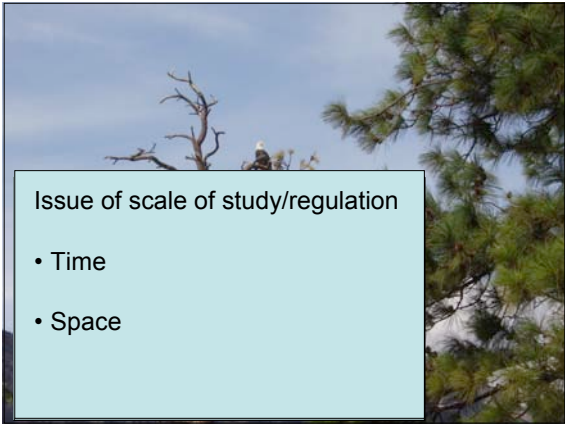 Issue of scale of study/regulation
• Time
• Space